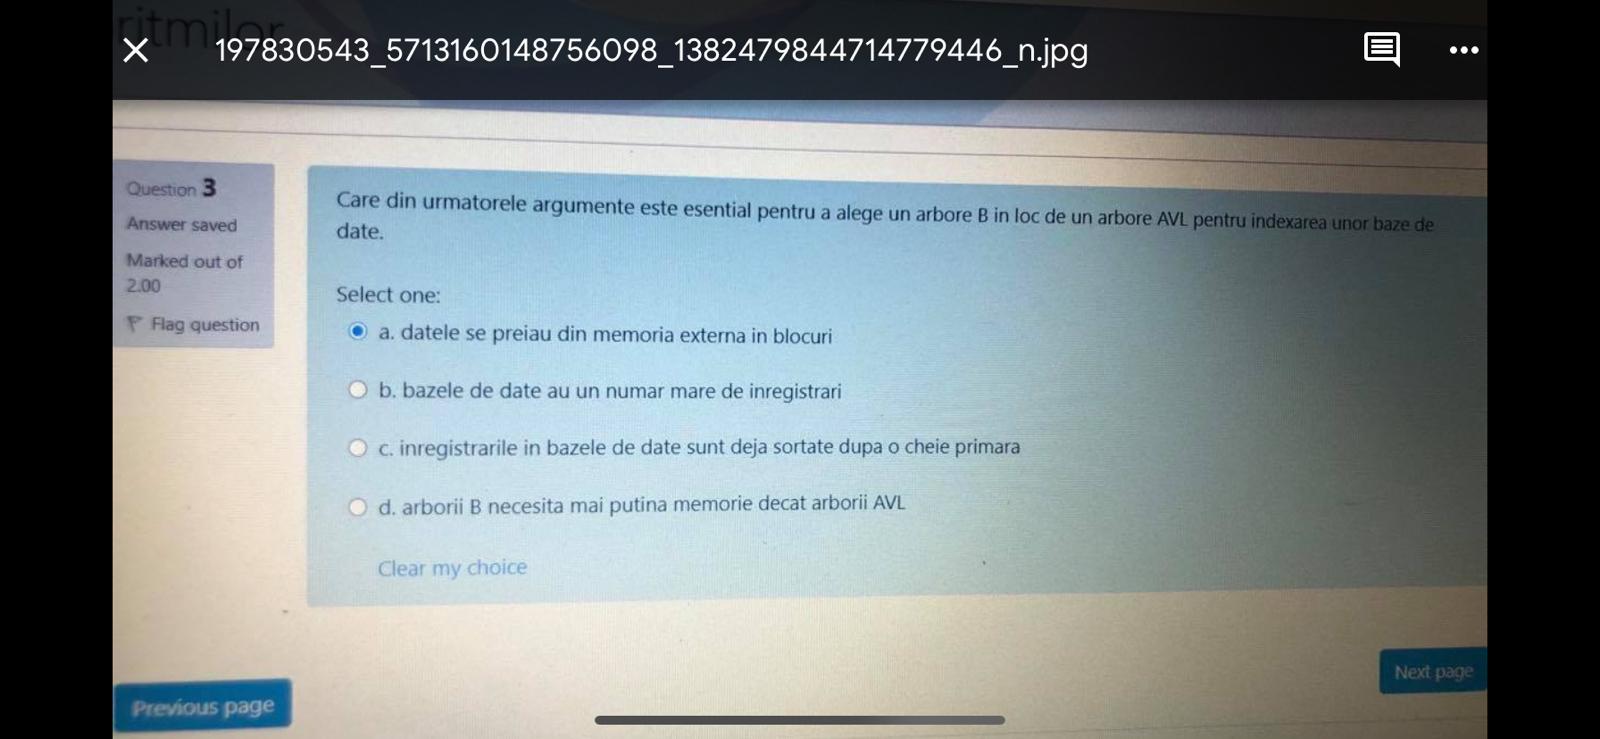 ritmilor
197830543_5713160148756098_1382479844714779446_n.jpg
Question 3
Answer saved
Marked out of
2.00
Flag question
Care din urmatorele argumente este esential pentru a alege un arbore B in loc de un arbore AVL pentru indexarea unor baze de
date.
Select one:
a. datele se preiau din memoria externa in blocuri
b. bazele de date au un numar mare de inregistrari
c. inregistrarile in bazele de date sunt deja sortate dupa o cheie primara
d. arborii B necesita mai putina memorie decat arborii AVL
Clear my choice
Next page
Previous page